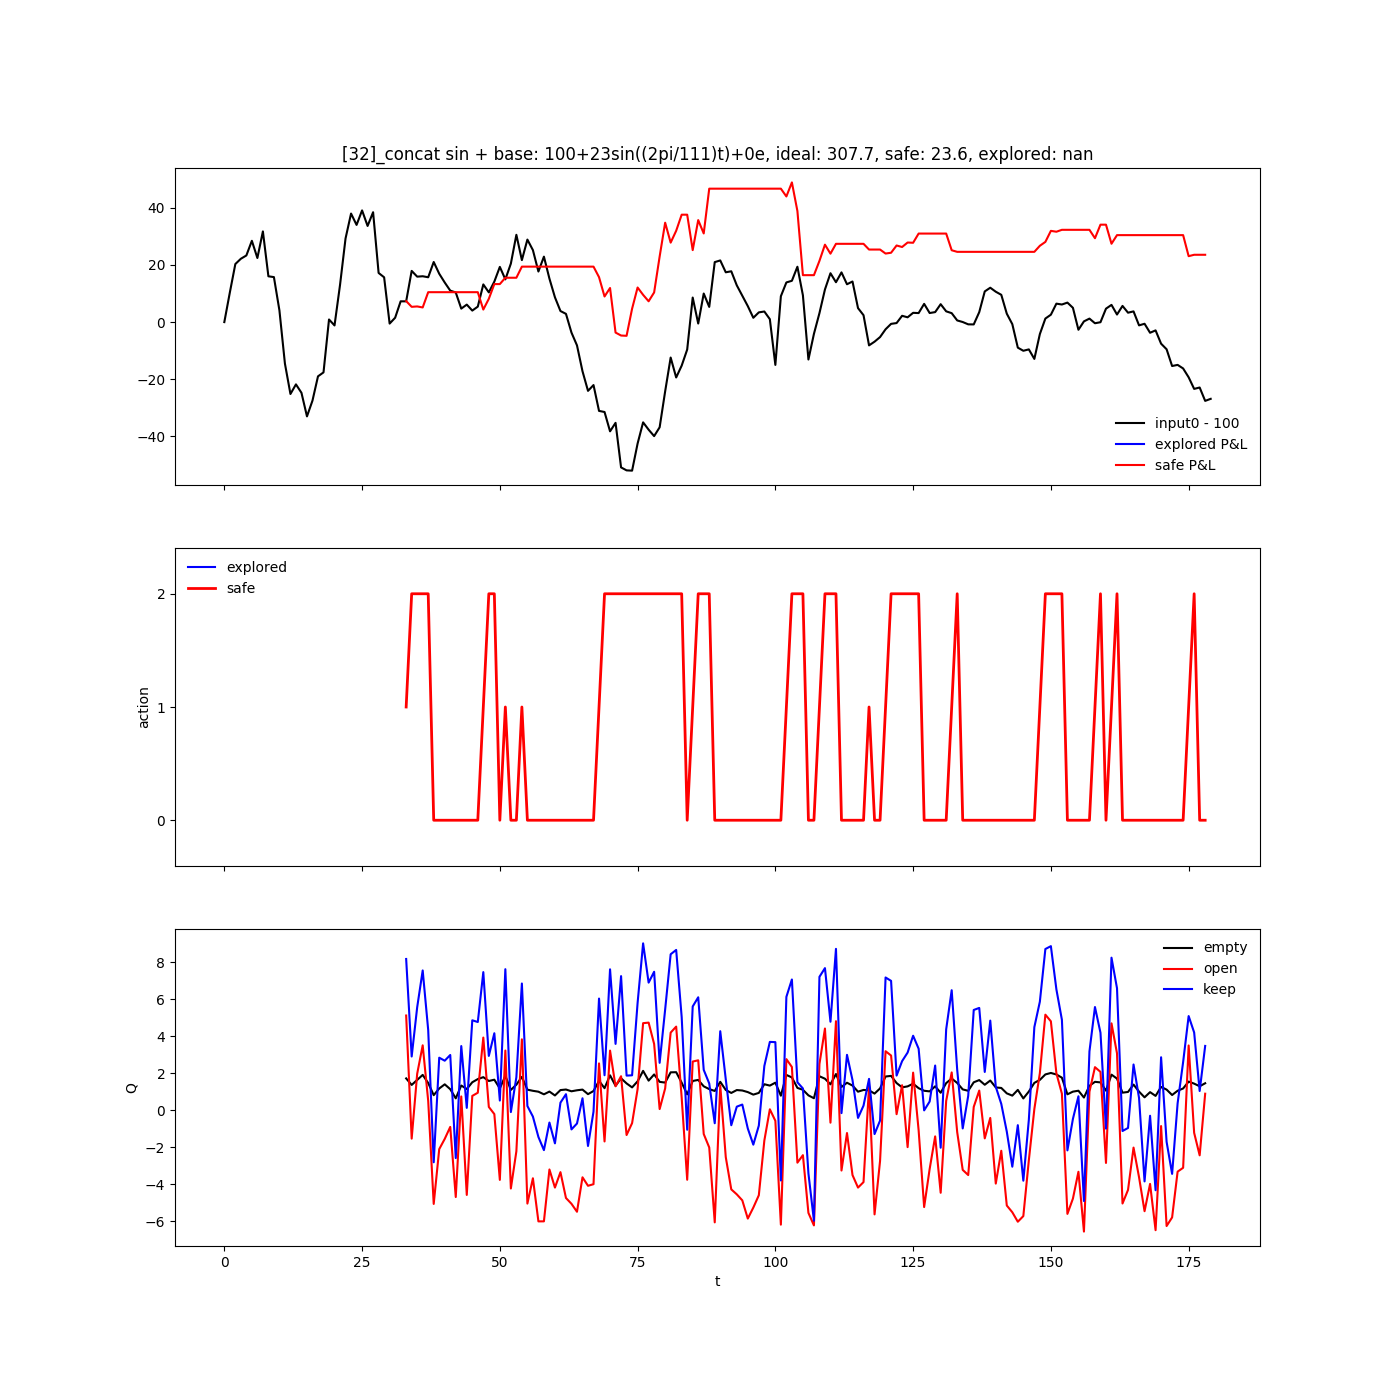 [32]_concat sin + base: 100+23sin((2pi/111)t)+0e, ideal: 307.7, safe: 23.6, explored: nan
40
20
0
−20
−40
input0 - 100
explored P&L
safe P&L
explored
safe
2
1
0
action
empty
open
keep
8
6
4
2
0
−2
−4
−6
Q
0 25 50 75 100 125 150 175
t